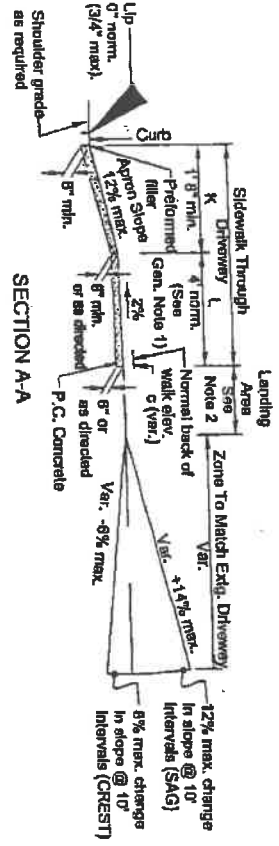 Sidewalk Through
Driveway
K
L
1' 8" min.
4' norm.
(See
Gen. Note 1)
Landing
Area
See
Note 2
Zone To Match Extg. Driveway
Var.
Lip
0" norm.
(3/4" max).
Curb
Preformed
filler
Apron Slope
12% max.
2%
Normal back of
walk elev.
c (var.)
Var. +14% max.
Var. -6% max.
12% max. change
in slope @ 10'
Intervals (SAG)
8% max. change
in slope @ 10'
Intervals (CREST)
Shoulder grade
as required
8" min.
6" min.
or as directed
6" or
as directed
P.C. Concrete
SECTION A-A